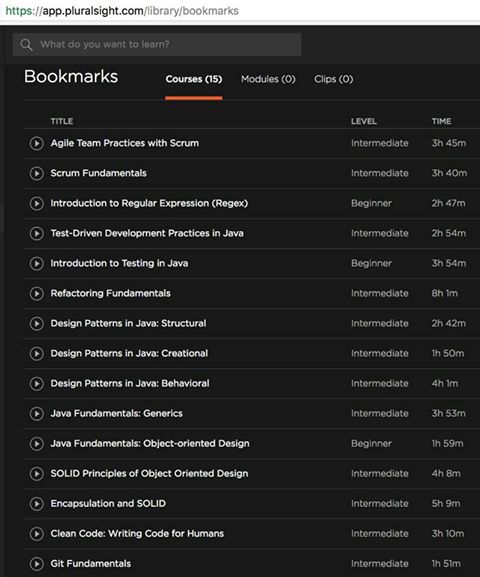 https://app.pluralsight.com/library/bookmarks
What do you want to learn?
Bookmarks Courses (15) Modules (0) Clips (0)
TITLE LEVEL TIME
Agile Team Practices with Scrum Intermediate 3h 45m
Scrum Fundamentals Intermediate 3h 40m
Introduction to Regular Expression (Regex) Beginner 2h 47m
Test-Driven Development Practices in Java Intermediate 2h 54m
Introduction to Testing in Java Beginner 3h 54m
Refactoring Fundamentals Intermediate 8h 1m
Design Patterns in Java: Structural Intermediate 2h 42m
Design Patterns in Java: Creational Intermediate 1h 50m
Design Patterns in Java: Behavioral Intermediate 4h 1m
Java Fundamentals: Generics Intermediate 3h 53m
Java Fundamentals: Object-oriented Design Beginner 1h 59m
SOLID Principles of Object Oriented Design Intermediate 4h 8m
Encapsulation and SOLID Intermediate 5h 9m
Clean Code: Writing Code for Humans Intermediate 3h 10m
Git Fundamentals Intermediate 1h 51m